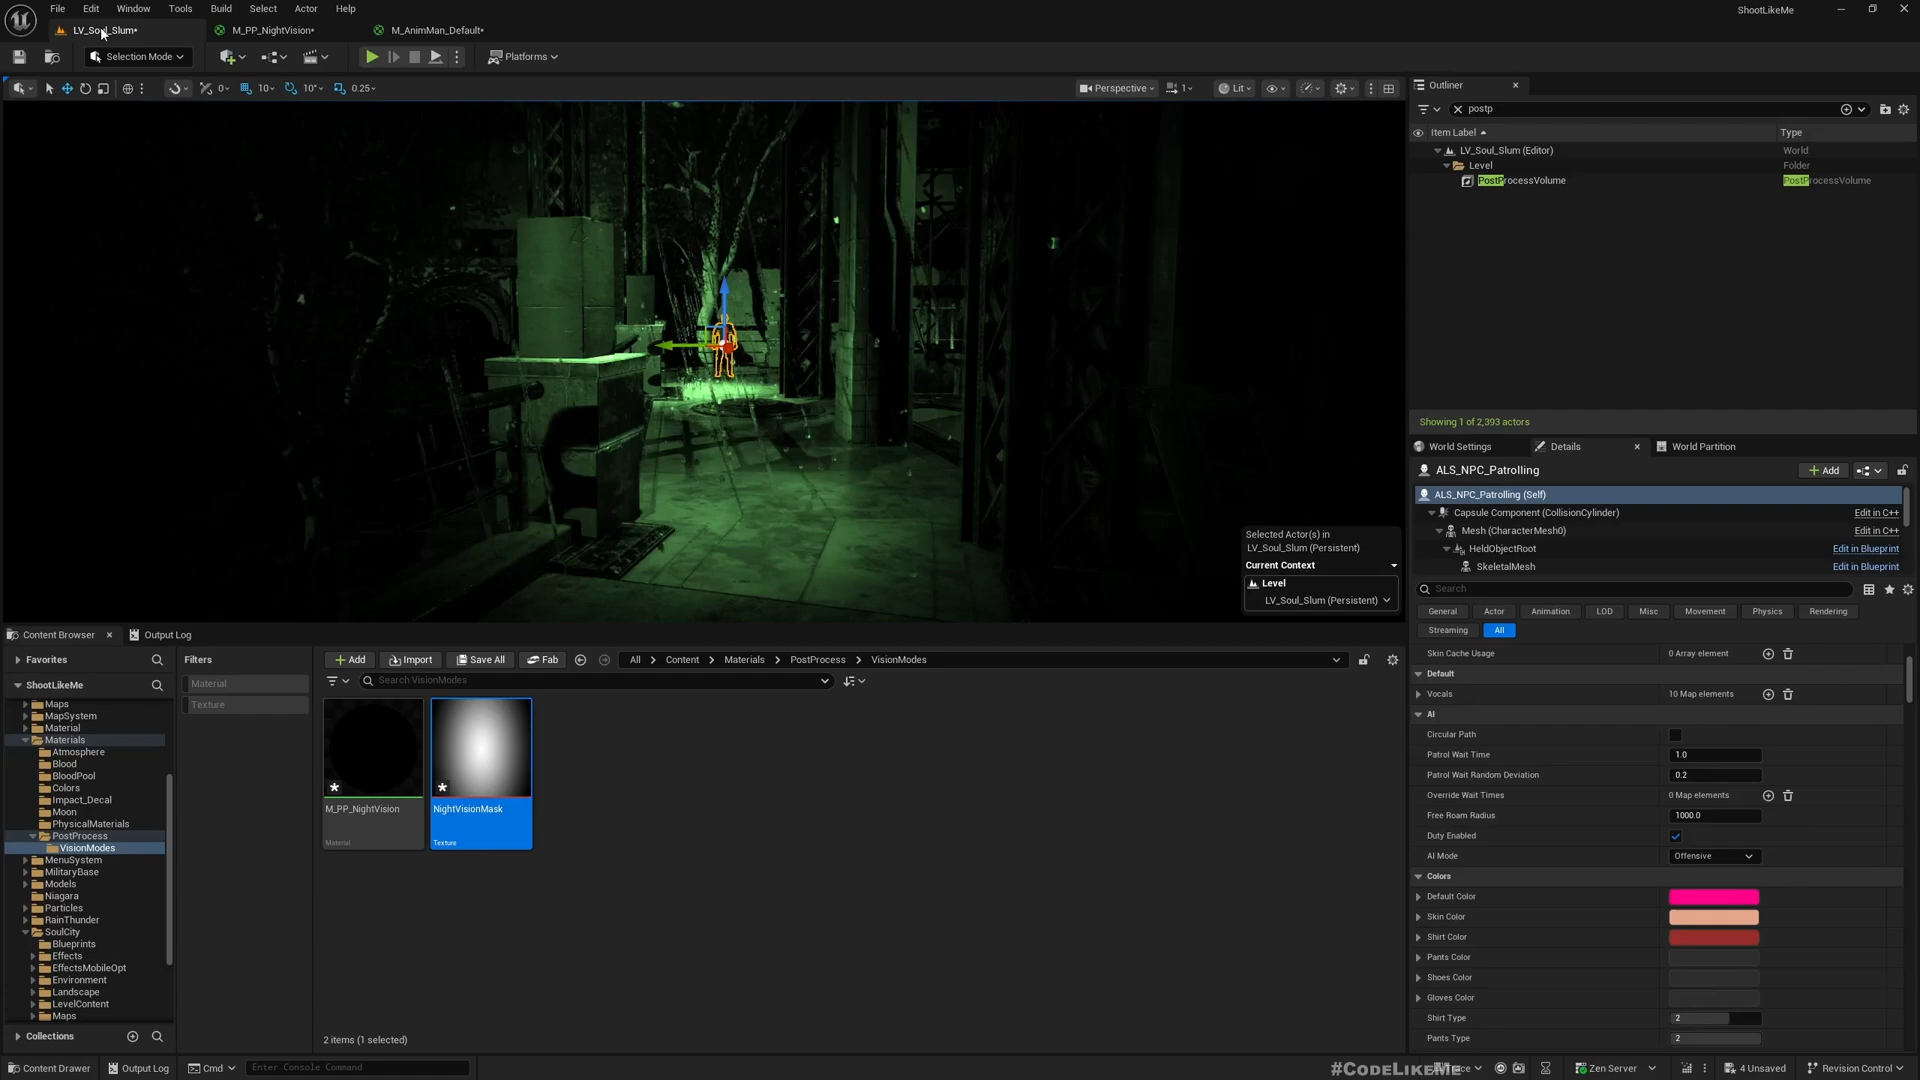 File Edit Window Tools Build Select Actor Help
ShootLikeMe
LV_Soul_Slum*
M_PP_NightVision*
M_AnimMan_Default*
Selection Mode
Platforms
0
10
10°
0.25
Perspective
1
Lit
Selected Actor(s) in
LV_Soul_Slum (Persistent)
Current Context
Level
LV_Soul_Slum (Persistent)
Outliner
postp
Item Label
Type
LV_Soul_Slum (Editor)
World
Level
Folder
PostProcessVolume
PostProcessVolume
Showing 1 of 2,393 actors
World Settings
Details
World Partition
ALS_NPC_Patrolling
Add
ALS_NPC_Patrolling (Self)
Capsule Component (CollisionCylinder)
Edit in C++
Mesh (CharacterMesh0)
Edit in C++
HeldObjectRoot
Edit in Blueprint
SkeletalMesh
Edit in Blueprint
Search
General
Actor
Animation
LOD
Misc
Movement
Physics
Rendering
Streaming
All
Skin Cache Usage
0 Array element
Default
Vocals
10 Map elements
AI
Circular Path
Patrol Wait Time
1.0
Patrol Wait Random Deviation
0.2
Override Wait Times
0 Map elements
Free Roam Radius
1000.0
Duty Enabled
AI Mode
Offensive
Colors
Default Color
Skin Color
Shirt Color
Pants Color
Shoes Color
Gloves Color
Shirt Type
2
Pants Type
2
Content Browser
Output Log
Favorites
ShootLikeMe
Maps
MapSystem
Material
Materials
Atmosphere
Blood
BloodPool
Colors
Impact_Decal
Moon
PhysicalMaterials
PostProcess
VisionModes
MenuSystem
MilitaryBase
Models
Niagara
Particles
RainThunder
SoulCity
Blueprints
Effects
EffectsMobileOpt
Environment
Landscape
LevelContent
Maps
Collections
Filters
Material
Texture
Add
Import
Save All
Fab
All
Content
Materials
PostProcess
VisionModes
Search VisionModes
M_PP_NightVision
Material
NightVisionMask
Texture
2 items (1 selected)
Content Drawer
Output Log
Cmd
Enter Console Command
#CodeLikeMe
Trace
Zen Server
4 Unsaved
Revision Control